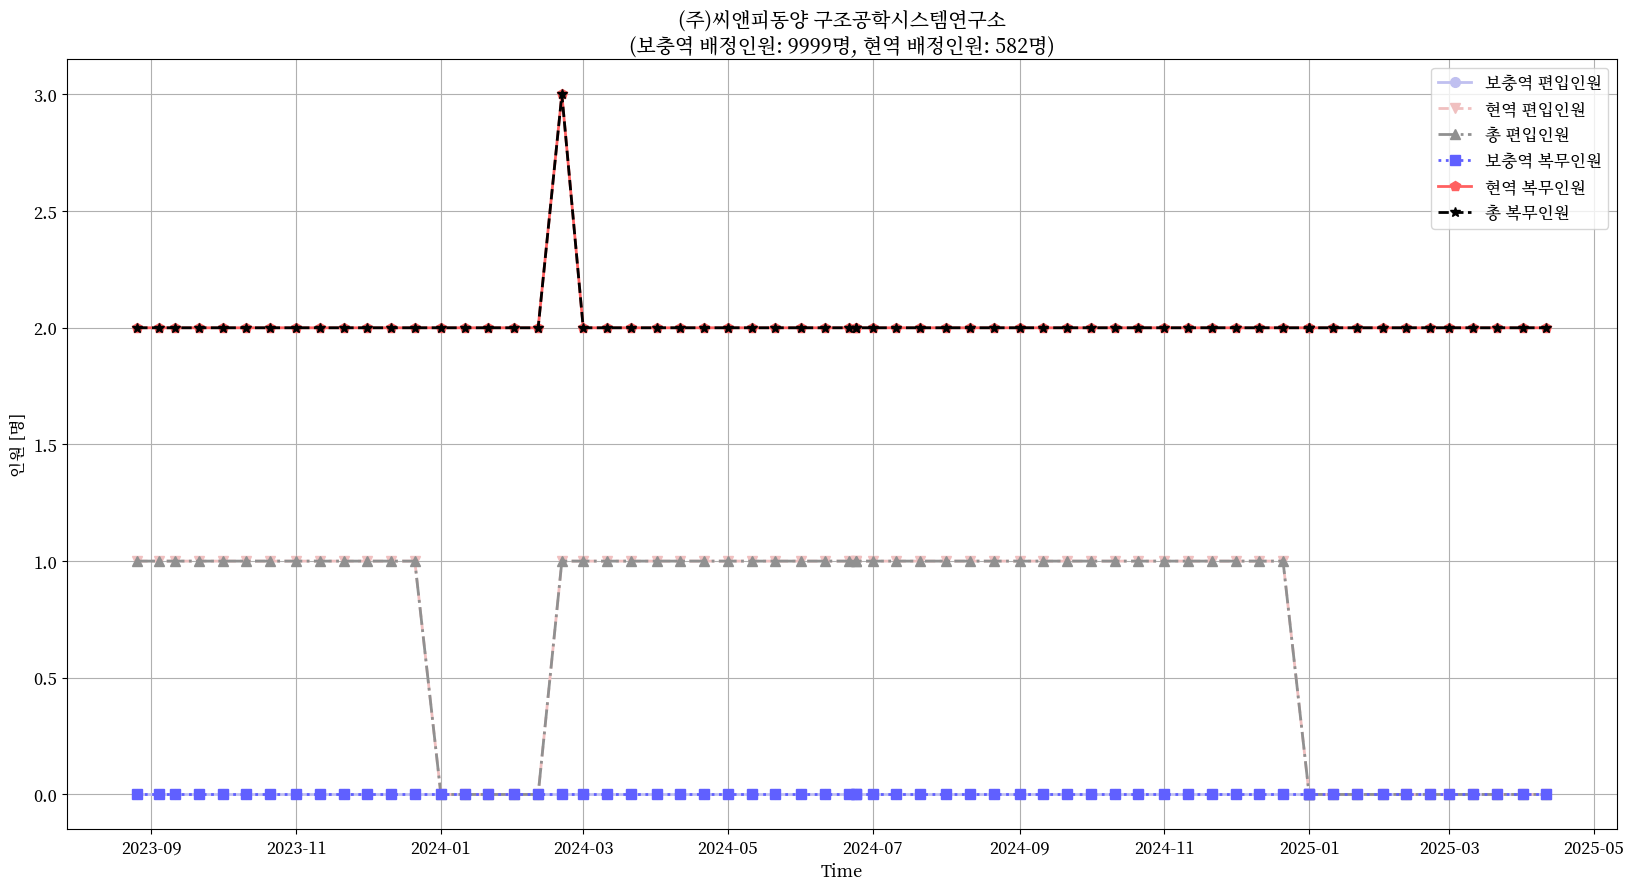 (주)씨앤피동양 구조공학시스템연구소
(보충역 배정인원: 9999명, 현역 배정인원: 582명)
보충역 편입인원
현역 편입인원
총 편입인원
보충역 복무인원
현역 복무인원
총 복무인원
인원 [명]
3.0
2.5
2.0
1.5
1.0
0.5
0.0
2023-09 2023-11 2024-01 2024-03 2024-05 2024-07 2024-09 2024-11 2025-01 2025-03 2025-05
Time